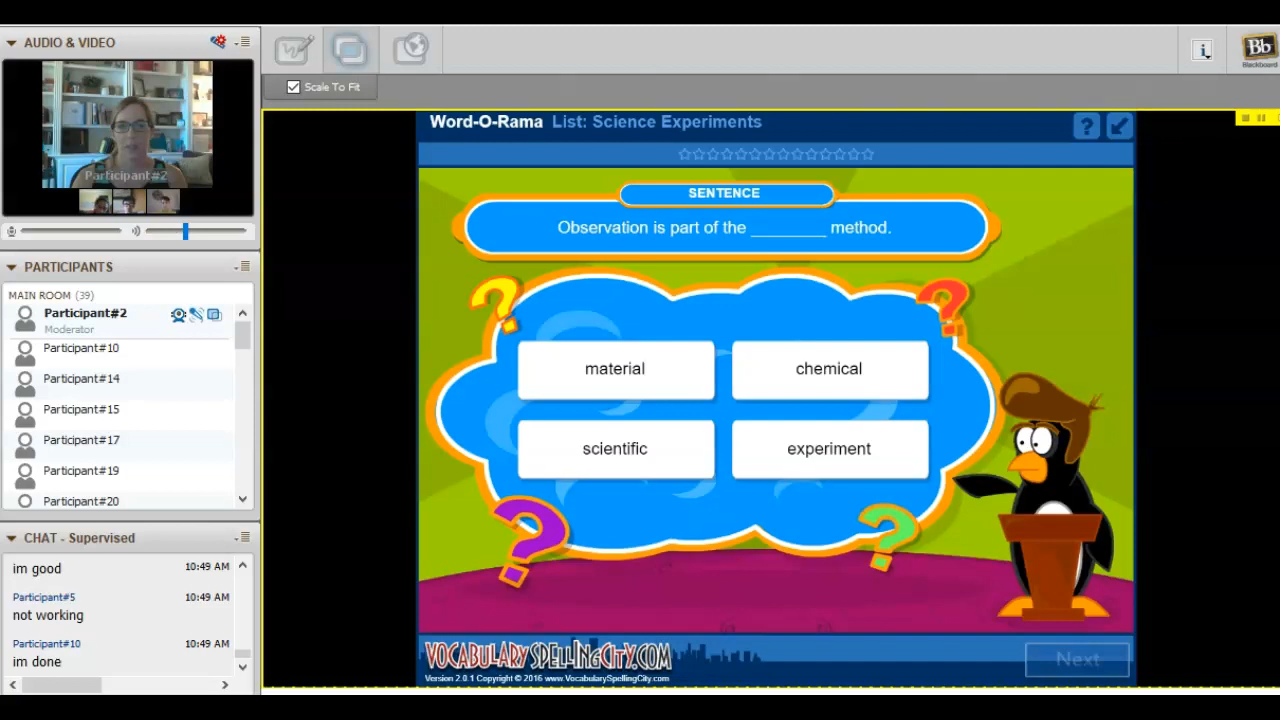 AUDIO & VIDEO
Participant#2
PARTICIPANTS
MAIN ROOM (39)
Participant#2
Moderator
Participant#10
Participant#14
Participant#15
Participant#17
Participant#19
Participant#20
CHAT - Supervised
im good 10:49 AM
Participant#5 10:49 AM
not working
Participant#10 10:49 AM
im done
Scale To Fit
i
Bb
Blackboard
Word-O-Rama List: Science Experiments
?
SENTENCE
Observation is part of the ________ method.
? ?
material chemical
scientific experiment
? ?
VOCABULARYSPELLINGCITY.COM
Version 2.0.1 Copyright © 2016 www.VocabularySpellingCity.com
Next